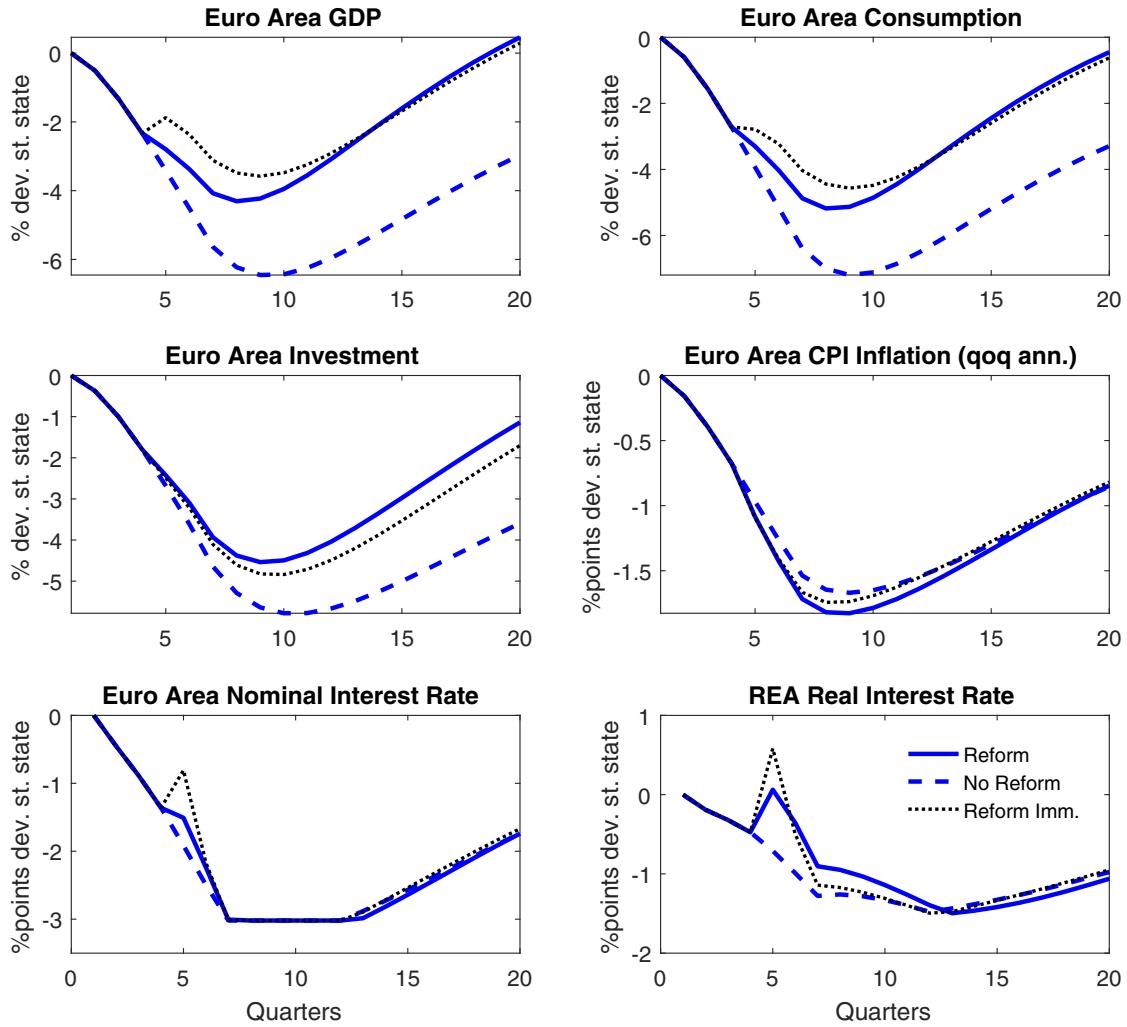 Euro Area GDP
% dev. st. state
0
-2
-4
-6
5 10 15 20
Euro Area Consumption
% dev. st. state
0
-2
-4
-6
5 10 15 20
Euro Area Investment
% dev. st. state
0
-1
-2
-3
-4
-5
5 10 15 20
Euro Area CPI Inflation (qoq ann.)
%points dev. st. state
0
-0.5
-1
-1.5
5 10 15 20
Euro Area Nominal Interest Rate
%points dev. st. state
0
-1
-2
-3
0 5 10 15 20
Quarters
REA Real Interest Rate
%points dev. st. state
1
0
-1
-2
Reform
No Reform
Reform Imm.
0 5 10 15 20
Quarters